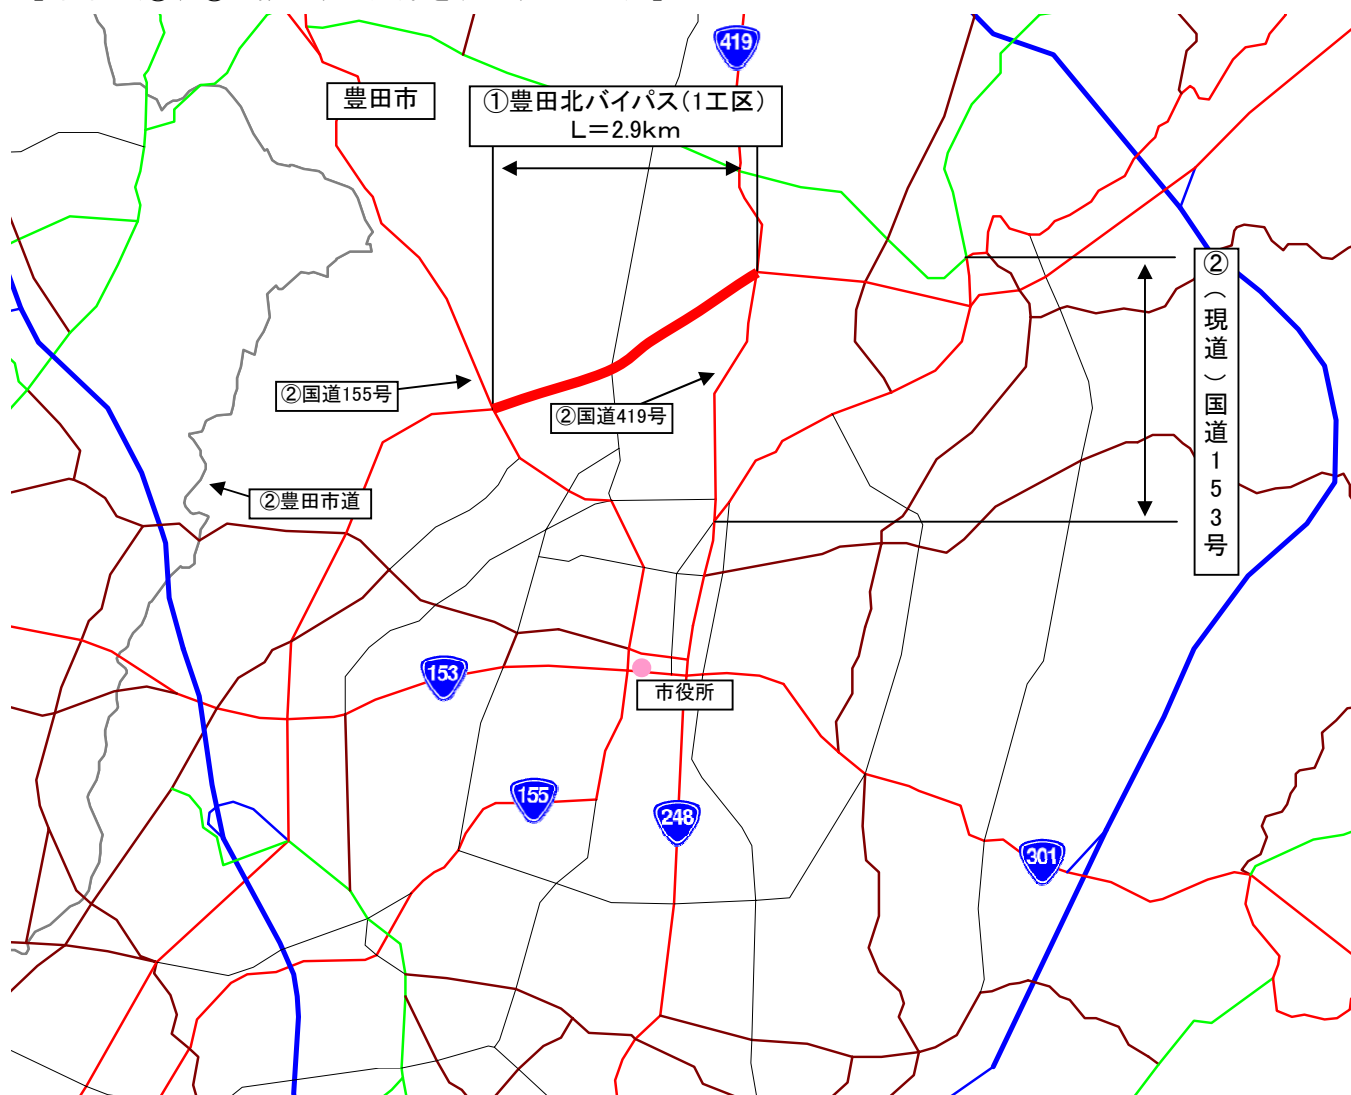 419
豊田市
①豊田北バイパス(1工区)
L=2.9km
②(現道)国道153号
②国道155号
②国道419号
②豊田市道
153
市役所
155
248
301